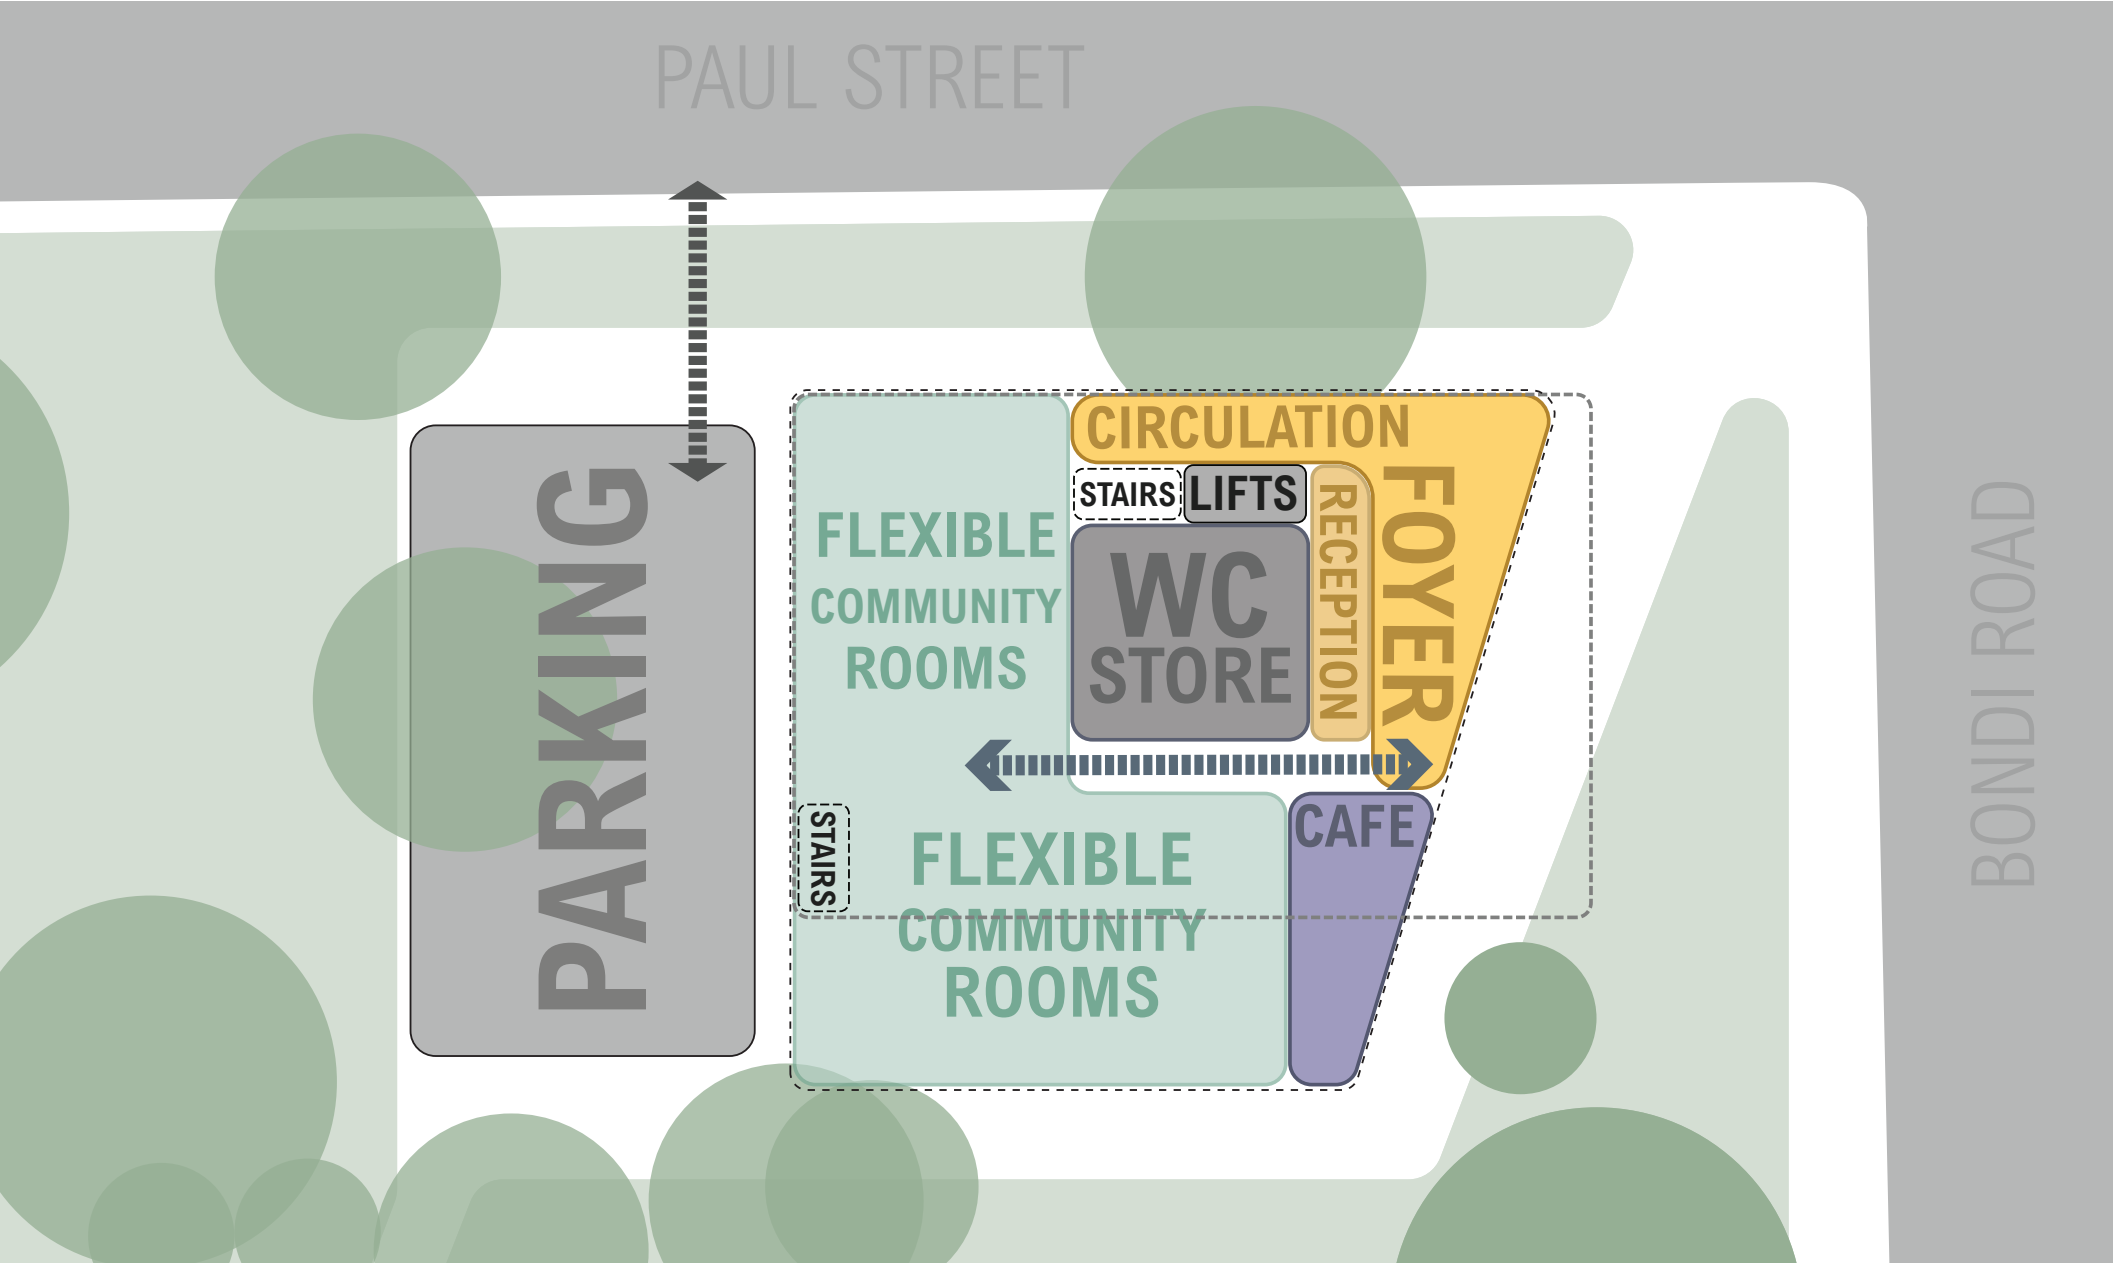 PAUL STREET
BONDI ROAD
PARKING
FLEXIBLE
COMMUNITY
ROOMS
CIRCULATION
STAIRS
LIFTS
WC
STORE
RECEPTION
FOYER
STAIRS
FLEXIBLE
COMMUNITY
ROOMS
CAFE